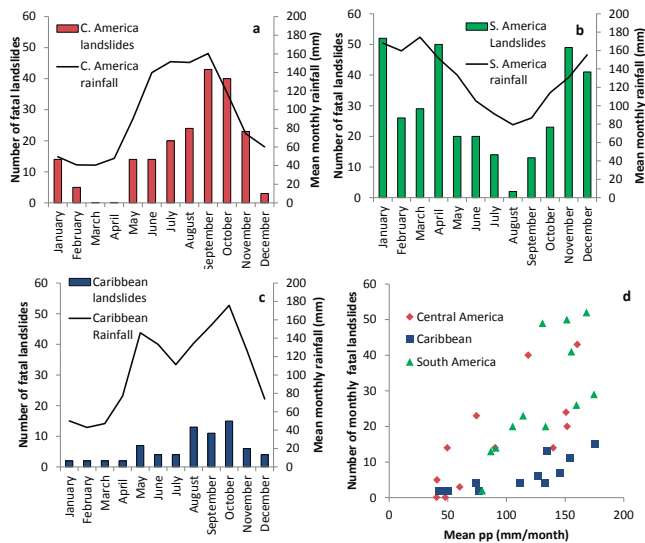 a
C. America landslides
C. America rainfall
Number of fatal landslides
Mean monthly rainfall (mm)
60
50
40
30
20
10
0
200
180
160
140
120
100
80
60
40
20
0
January
February
March
April
May
June
July
August
September
October
November
December
b
S. America Landslides
S. America rainfall
Number of fatal landslides
Mean monthly rainfall (mm)
60
50
40
30
20
10
0
200
180
160
140
120
100
80
60
40
20
0
January
February
March
April
May
June
July
August
September
October
November
December
c
Caribbean landslides
Caribbean Rainfall
Number of fatal landslides
Mean monthly rainfall (mm)
60
50
40
30
20
10
0
200
180
160
140
120
100
80
60
40
20
0
January
February
March
April
May
June
July
August
September
October
November
December
d
Central America
Caribbean
South America
Number of monthly fatal landslides
60
50
40
30
20
10
0
0
50
100
150
200
Mean pp (mm/month)